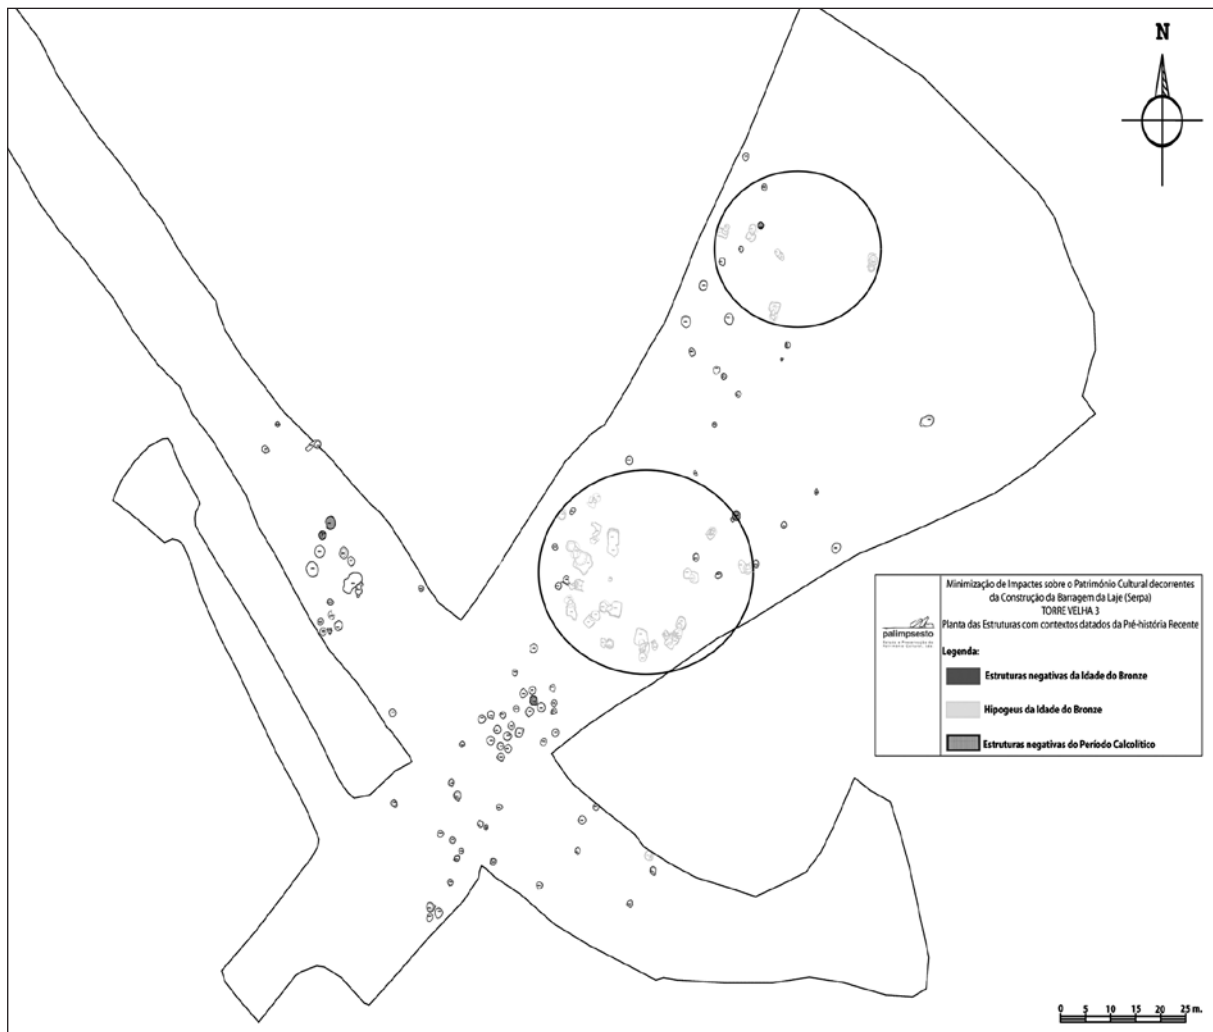 N
Minimização de Impactes sobre o Património Cultural decorrentes
da Construção da Barragem da Laje (Serpa)
TORRE VELHA 3
Planta das Estruturas com contextos datados da Pré-história Recente
palimpsesto
Legenda:
Estruturas negativas da Idade do Bronze
Hipogeus da Idade do Bronze
Estruturas negativas do Período Calcolítico
0 5 10 15 20 25 m.